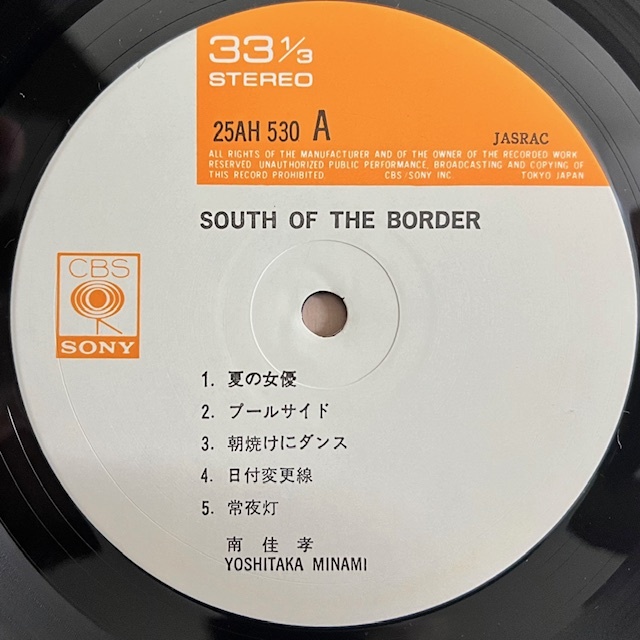 33 1/3
STEREO
25AH 530 A
JASRAC
ALL RIGHTS OF THE MANUFACTURER AND OF THE OWNER OF THE RECORDED WORK
RESERVED. UNAUTHORIZED PUBLIC PERFORMANCE, BROADCASTING AND COPYING OF
THIS RECORD PROHIBITED. CBS/SONY INC. TOKYO JAPAN
SOUTH OF THE BORDER
CBS
SONY
1. 夏の女優
2. プールサイド
3. 朝焼けにダンス
4. 日付変更線
5. 常夜灯
南 佳 孝
YOSHITAKA MINAMI